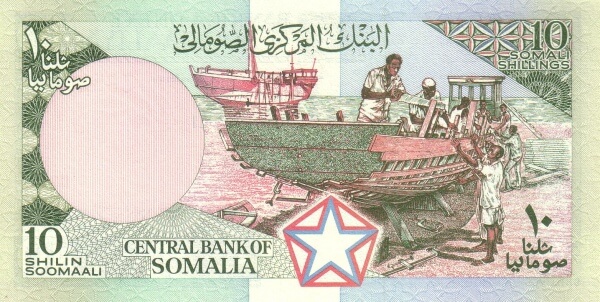 البنك المركزي الصومالي
١٠
شلنا
صوماليا
10
SOMALI
SHILLINGS
10
SHILIN
SOOMAALI
CENTRAL BANK OF
SOMALIA
١٠
شلنا
صوماليا